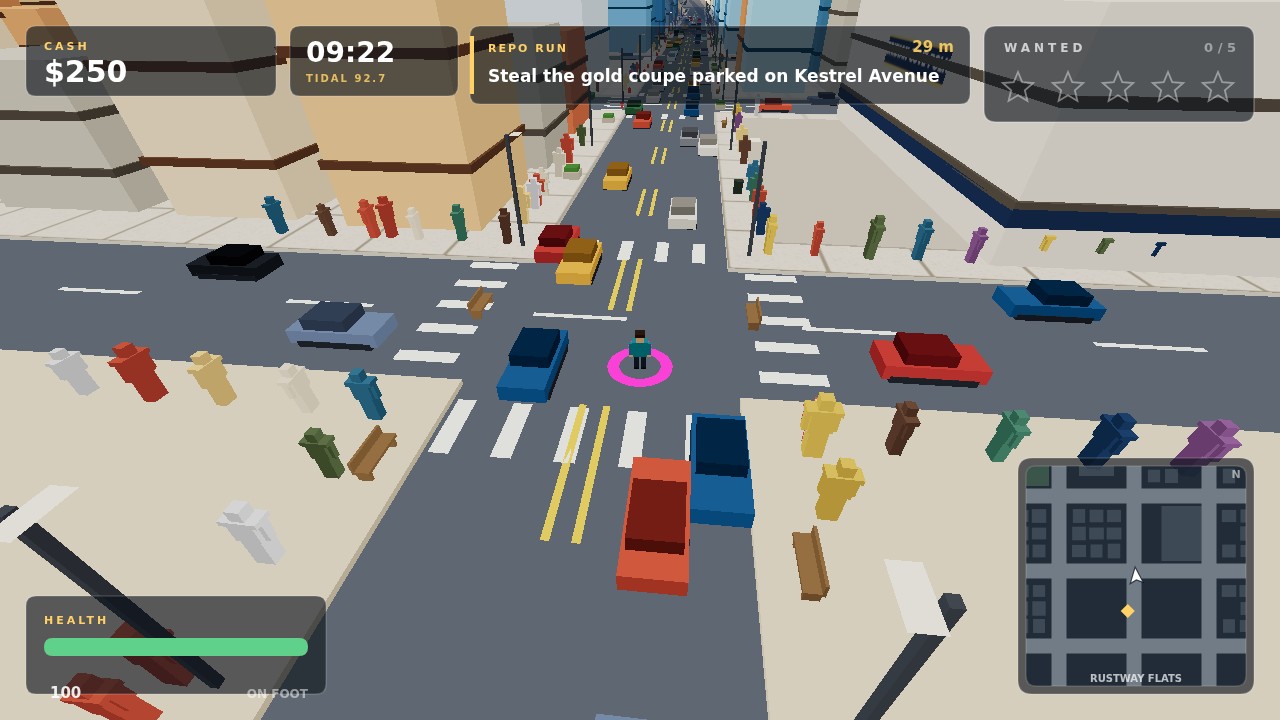 CASH
$250
09:22
TIDAL 92.7
REPO RUN
29 m
Steal the gold coupe parked on Kestrel Avenue
WANTED
0 / 5
HEALTH
100
ON FOOT
N
RUSTWAY FLATS